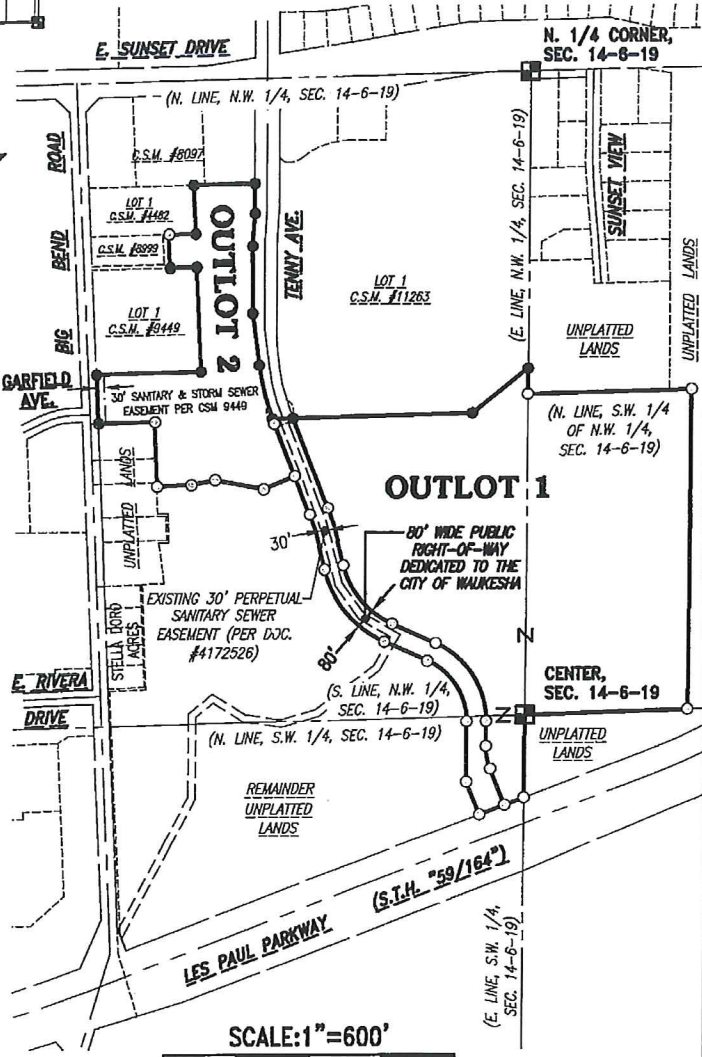 E. SUNSET DRIVE
N. 1/4 CORNER,
SEC. 14-6-19
(N. LINE, N.W. 1/4, SEC. 14-6-19)
ROAD
BEND
BIG
C.S.M. #8097
LOT 1
C.S.M. #4482
C.S.M. #8999
LOT 1
C.S.M. #9449
OUTLOT 2
TENNY AVE.
LOT 1
C.S.M. #11263
(E. LINE, N.W. 1/4, SEC. 14-6-19)
SUNSET VIEW
UNPLATTED
LANDS
UNPLATTED LANDS
GARFIELD
AVE.
30' SANITARY & STORM SEWER
EASEMENT PER CSM 9449
(N. LINE, S.W. 1/4
OF N.W. 1/4,
SEC. 14-6-19)
UNPLATTED LANDS
OUTLOT 1
30'
80' WIDE PUBLIC
RIGHT-OF-WAY
DEDICATED TO THE
CITY OF WAUKESHA
EXISTING 30' PERPETUAL
SANITARY SEWER
EASEMENT (PER DOC.
#4172526)
STELLA DORO
ACRES
80'
N
E. RIVERA
DRIVE
(S. LINE, N.W. 1/4,
SEC. 14-6-19)
(N. LINE, S.W. 1/4, SEC. 14-6-19)
CENTER,
SEC. 14-6-19
Z
UNPLATTED
LANDS
REMAINDER
UNPLATTED
LANDS
LES PAUL PARKWAY
(S.T.H. "59/164")
(E. LINE, S.W. 1/4,
SEC. 14-6-19)
SCALE:1"=600'